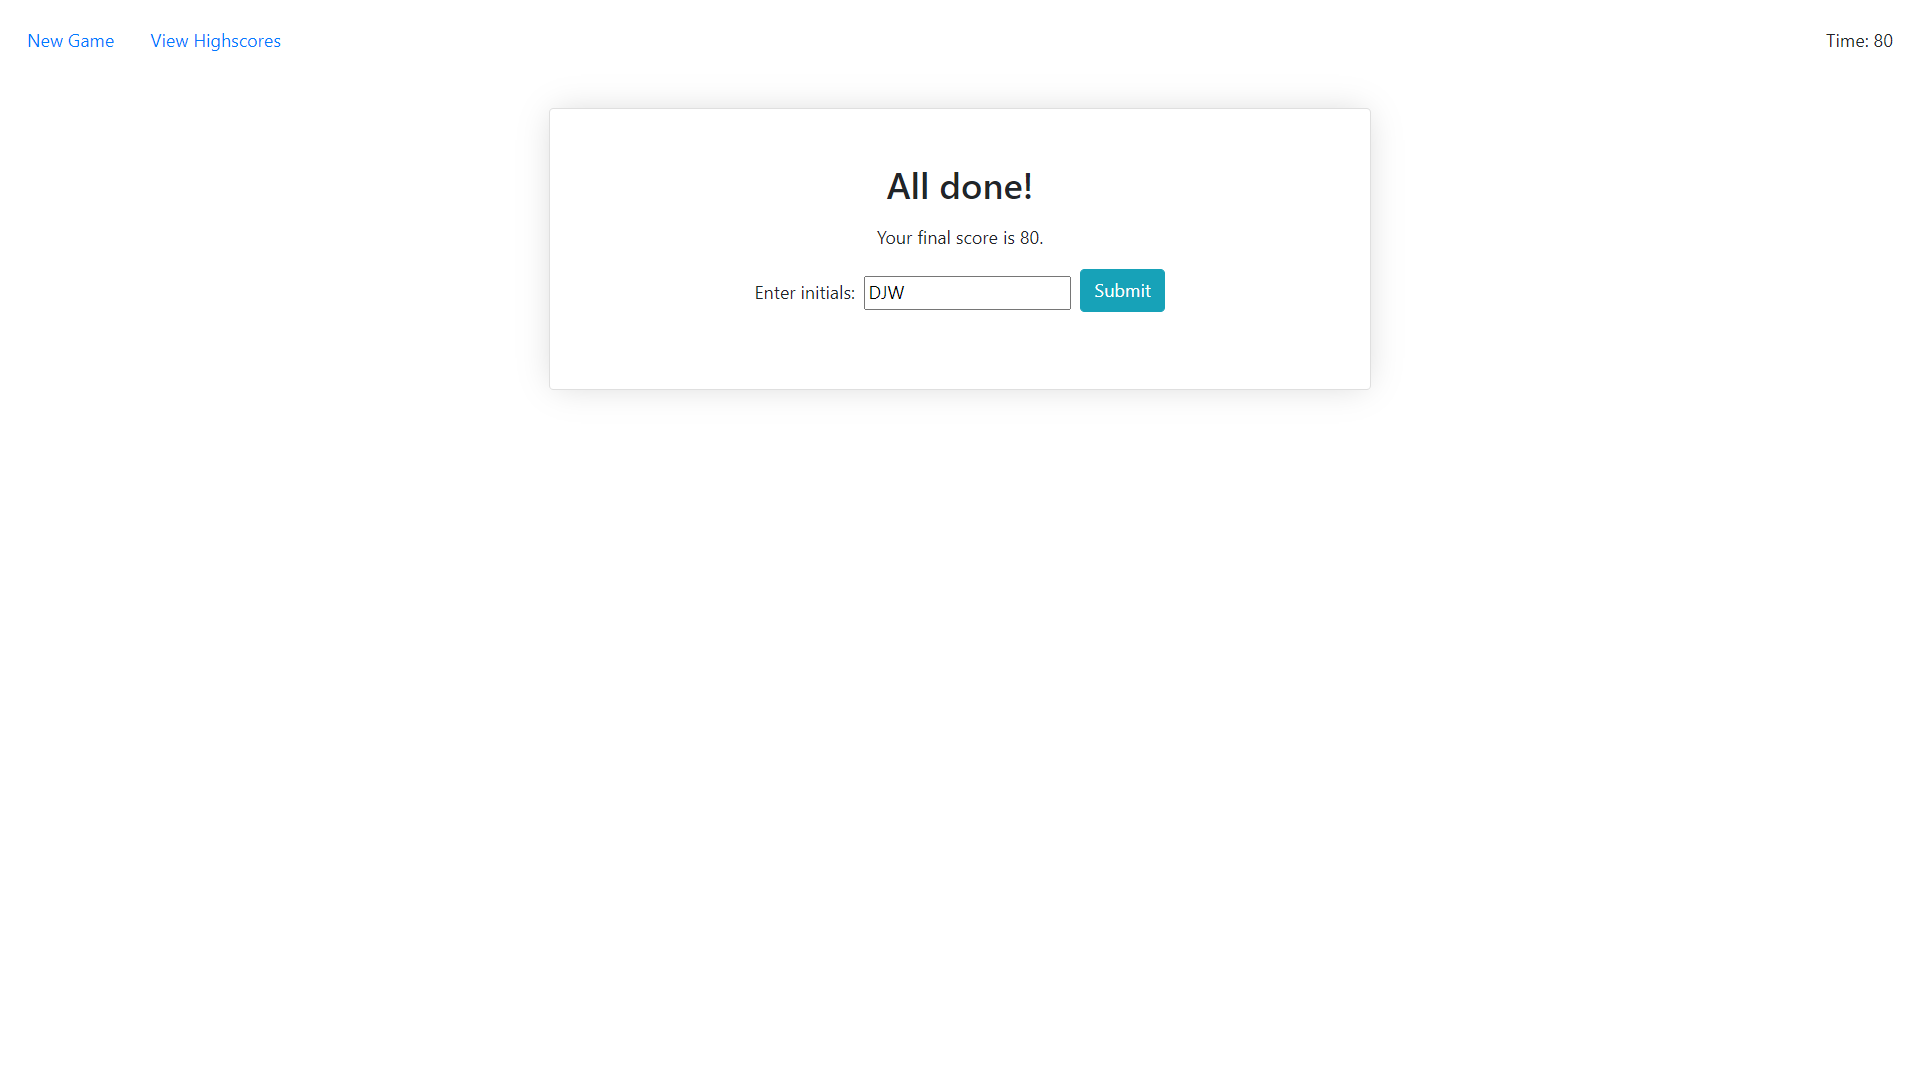 New Game View Highscores Time: 80
All done!
Your final score is 80.
Enter initials: DJW Submit